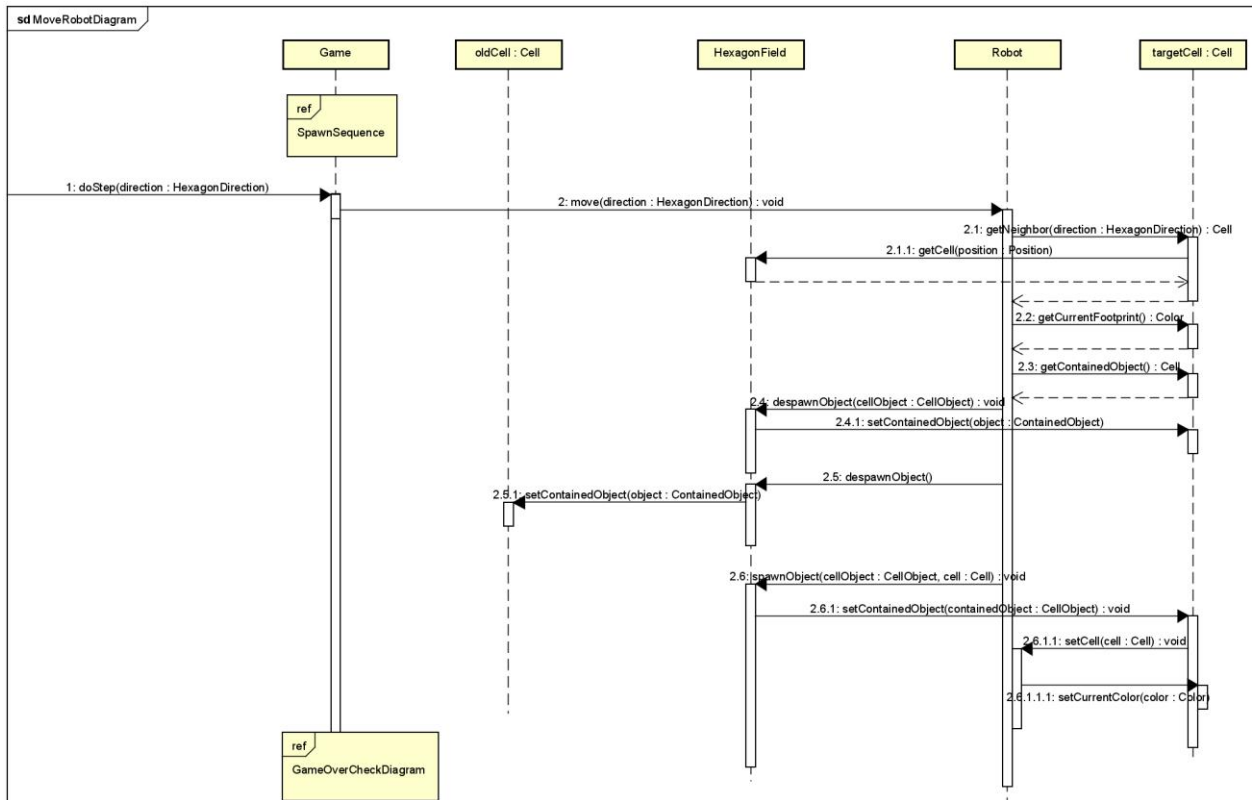 sd MoveRobotDiagram
Game
oldCell : Cell
HexagonField
Robot
targetCell : Cell
ref
SpawnSequence
1: doStep(direction : HexagonDirection)
2: move(direction : HexagonDirection) : void
2.1: getNeighbor(direction : HexagonDirection) : Cell
2.1.1: getCell(position : Position)
2.2: getCurrentFootprint() : Color
2.3: getContainedObject() : Cell
2.4: despawnObject(cellObject : CellObject) : void
2.4.1: setContainedObject(object : ContainedObject)
2.5: despawnObject()
2.5.1: setContainedObject(object : ContainedObject)
2.6: spawnObject(cellObject : CellObject, cell : Cell) : void
2.6.1: setContainedObject(containedObject : CellObject) : void
2.6.1.1: setCell(cell : Cell) : void
2.6.1.1.1: setCurrentColor(color : Color)
ref
GameOverCheckDiagram